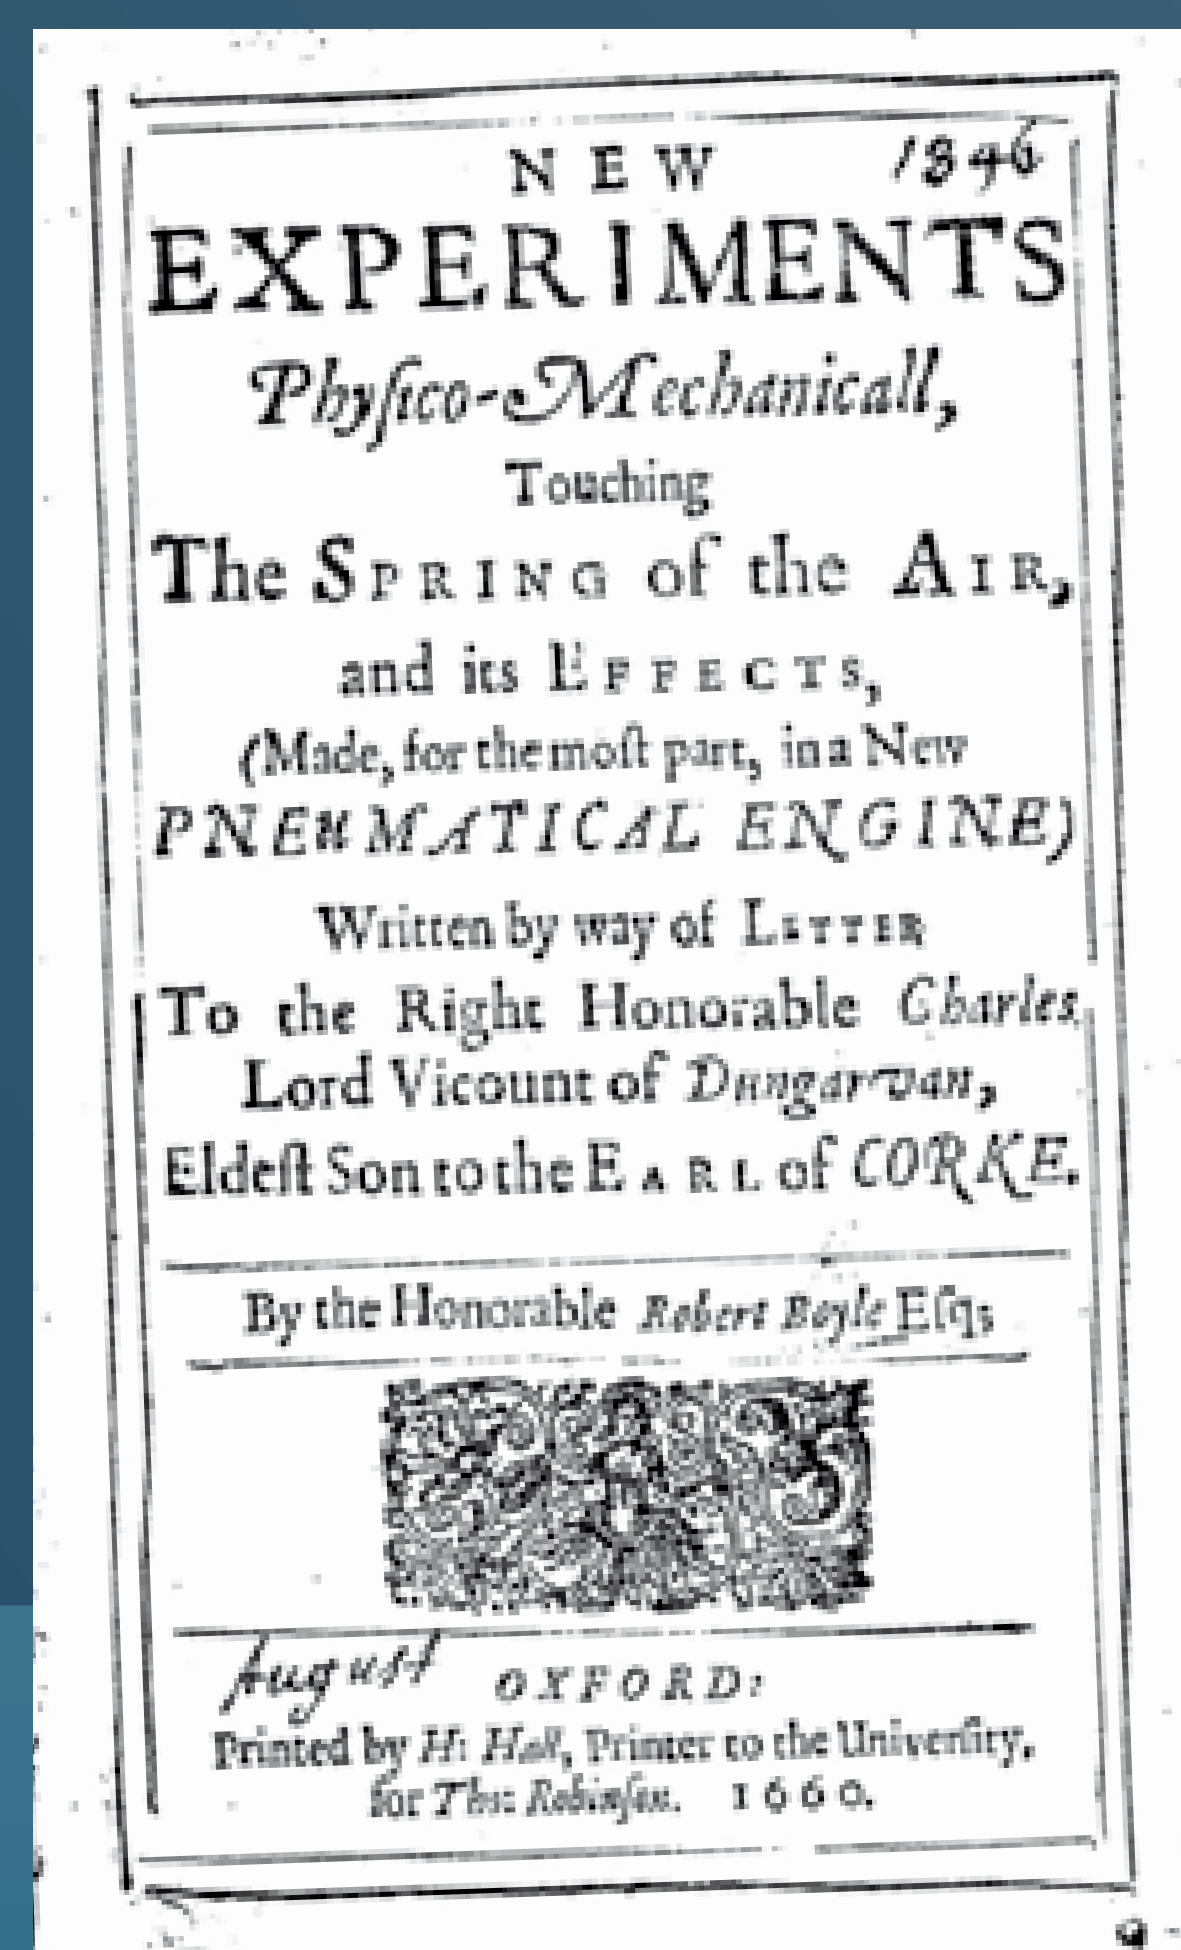 NEW 1846
EXPERIMENTS
Phyſico-Mechanicall,
Touching
The SPRING of the AIR,
and its EFFECTS,
(Made, for the moſt part, in a New
PNEUMATICAL ENGINE)
Written by way of LETTER
To the Right Honorable Charles
Lord Vicount of Dungarvan,
Eldeſt Son to the EARL of CORKE.
By the Honorable Robert Boyle Eſq;
August
OXFORD:
Printed by H: Hall, Printer to the Univerſity,
for Tho: Robinſon. 1660.